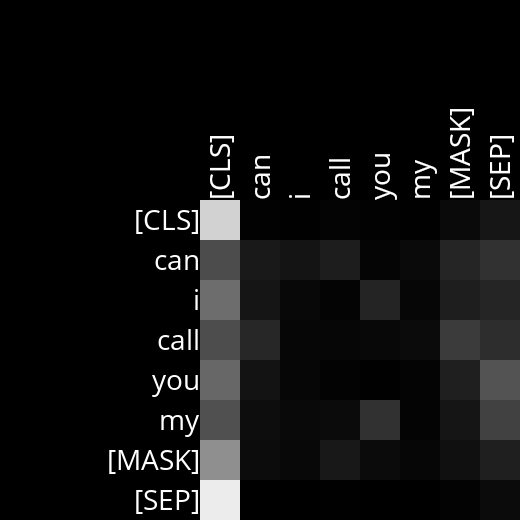 [CLS] can i call you my [MASK] [SEP]
[CLS]
can
i
call
you
my
[MASK]
[SEP]